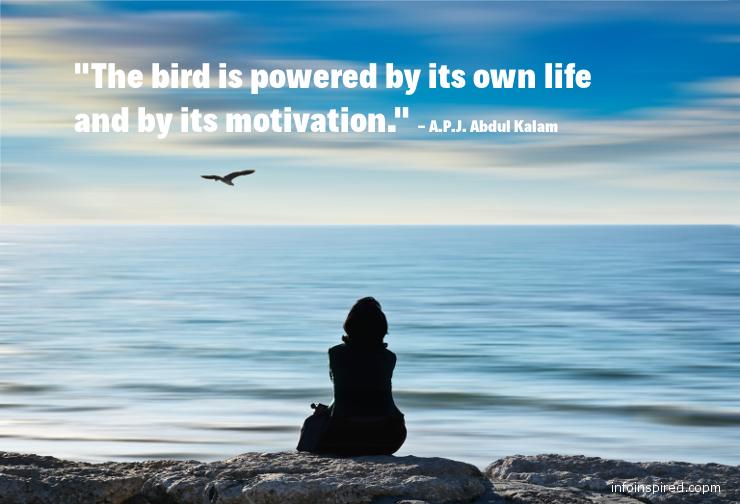 "The bird is powered by its own life
and by its motivation." – A.P.J. Abdul Kalam
infoinspired.copm